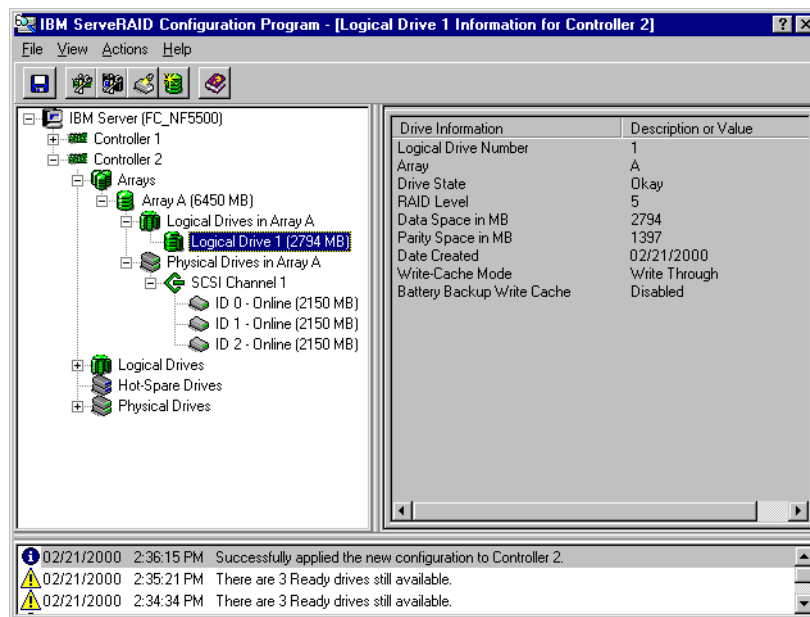 IBM ServeRAID Configuration Program - [Logical Drive 1 Information for Controller 2]
File View Actions Help
IBM Server (FC_NF5500)
Controller 1
Controller 2
Arrays
Array A (6450 MB)
Logical Drives in Array A
Logical Drive 1 (2794 MB)
Physical Drives in Array A
SCSI Channel 1
ID 0 - Online (2150 MB)
ID 1 - Online (2150 MB)
ID 2 - Online (2150 MB)
Logical Drives
Hot-Spare Drives
Physical Drives
Drive Information Description or Value
Logical Drive Number 1
Array A
Drive State Okay
RAID Level 5
Data Space in MB 2794
Parity Space in MB 1397
Date Created 02/21/2000
Write-Cache Mode Write Through
Battery Backup Write Cache Disabled
02/21/2000 2:36:15 PM Successfully applied the new configuration to Controller 2.
02/21/2000 2:35:21 PM There are 3 Ready drives still available.
02/21/2000 2:34:34 PM There are 3 Ready drives still available.